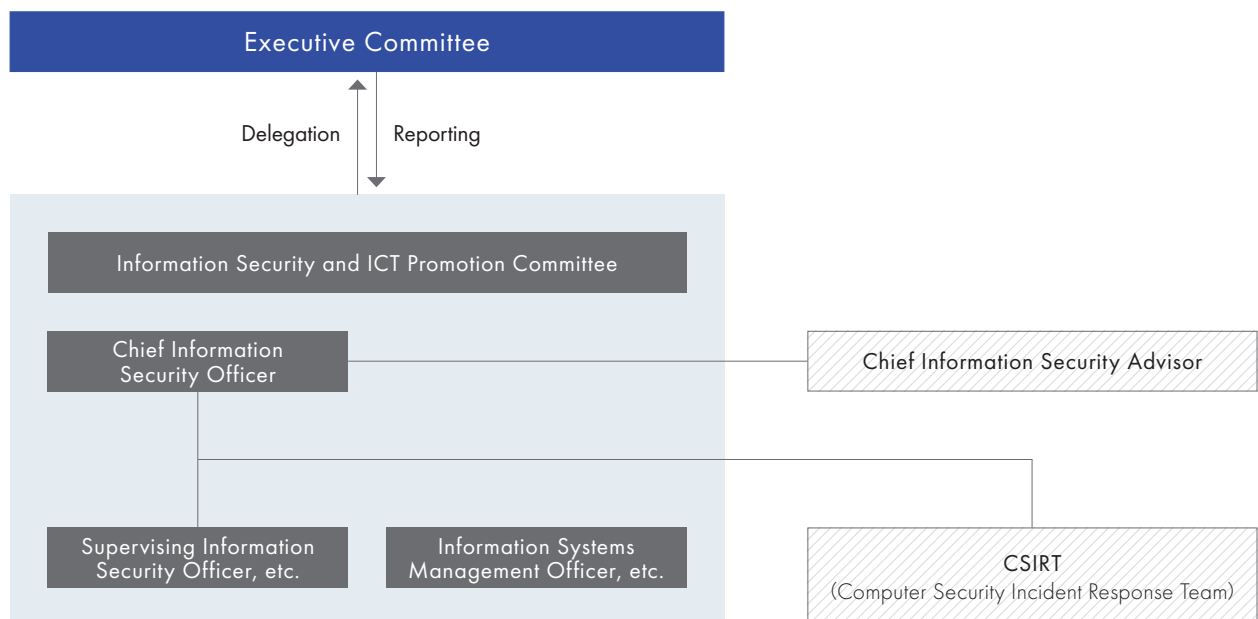 Executive Committee
Delegation
Reporting
Information Security and ICT Promotion Committee
Chief Information
Security Officer
Chief Information Security Advisor
Supervising Information
Security Officer, etc.
Information Systems
Management Officer, etc.
CSIRT
(Computer Security Incident Response Team)